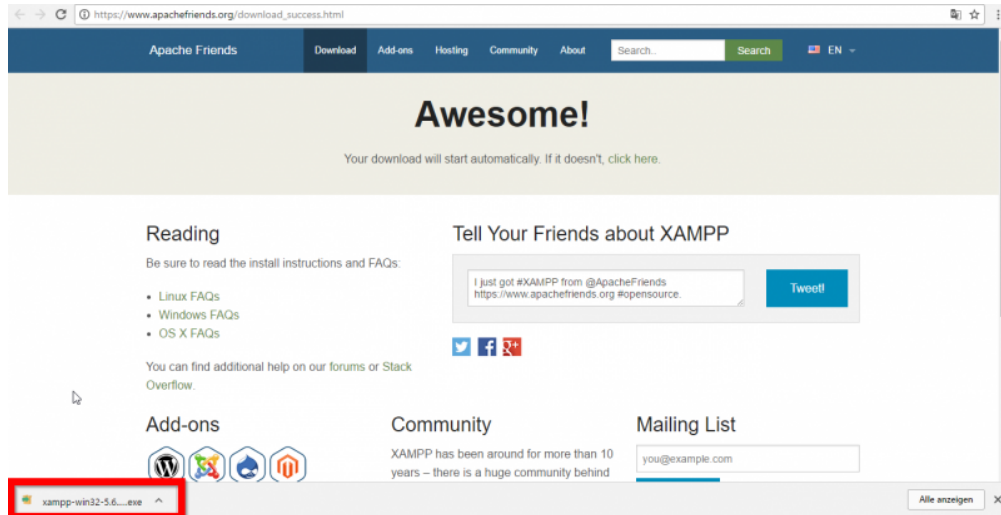 https://www.apachefriends.org/download_success.html
Apache Friends
Download
Add-ons
Hosting
Community
About
Search..
Search
EN
Awesome!
Your download will start automatically. If it doesn't, click here.
Reading
Be sure to read the install instructions and FAQs:
Linux FAQs
Windows FAQs
OS X FAQs
You can find additional help on our forums or Stack
Overflow.
Tell Your Friends about XAMPP
I just got #XAMPP from @ApacheFriends
https://www.apachefriends.org #opensource.
Tweet!
Add-ons
Community
XAMPP has been around for more than 10
years – there is a huge community behind
Mailing List
you@example.com
xampp-win32-5.6....exe
Alle anzeigen